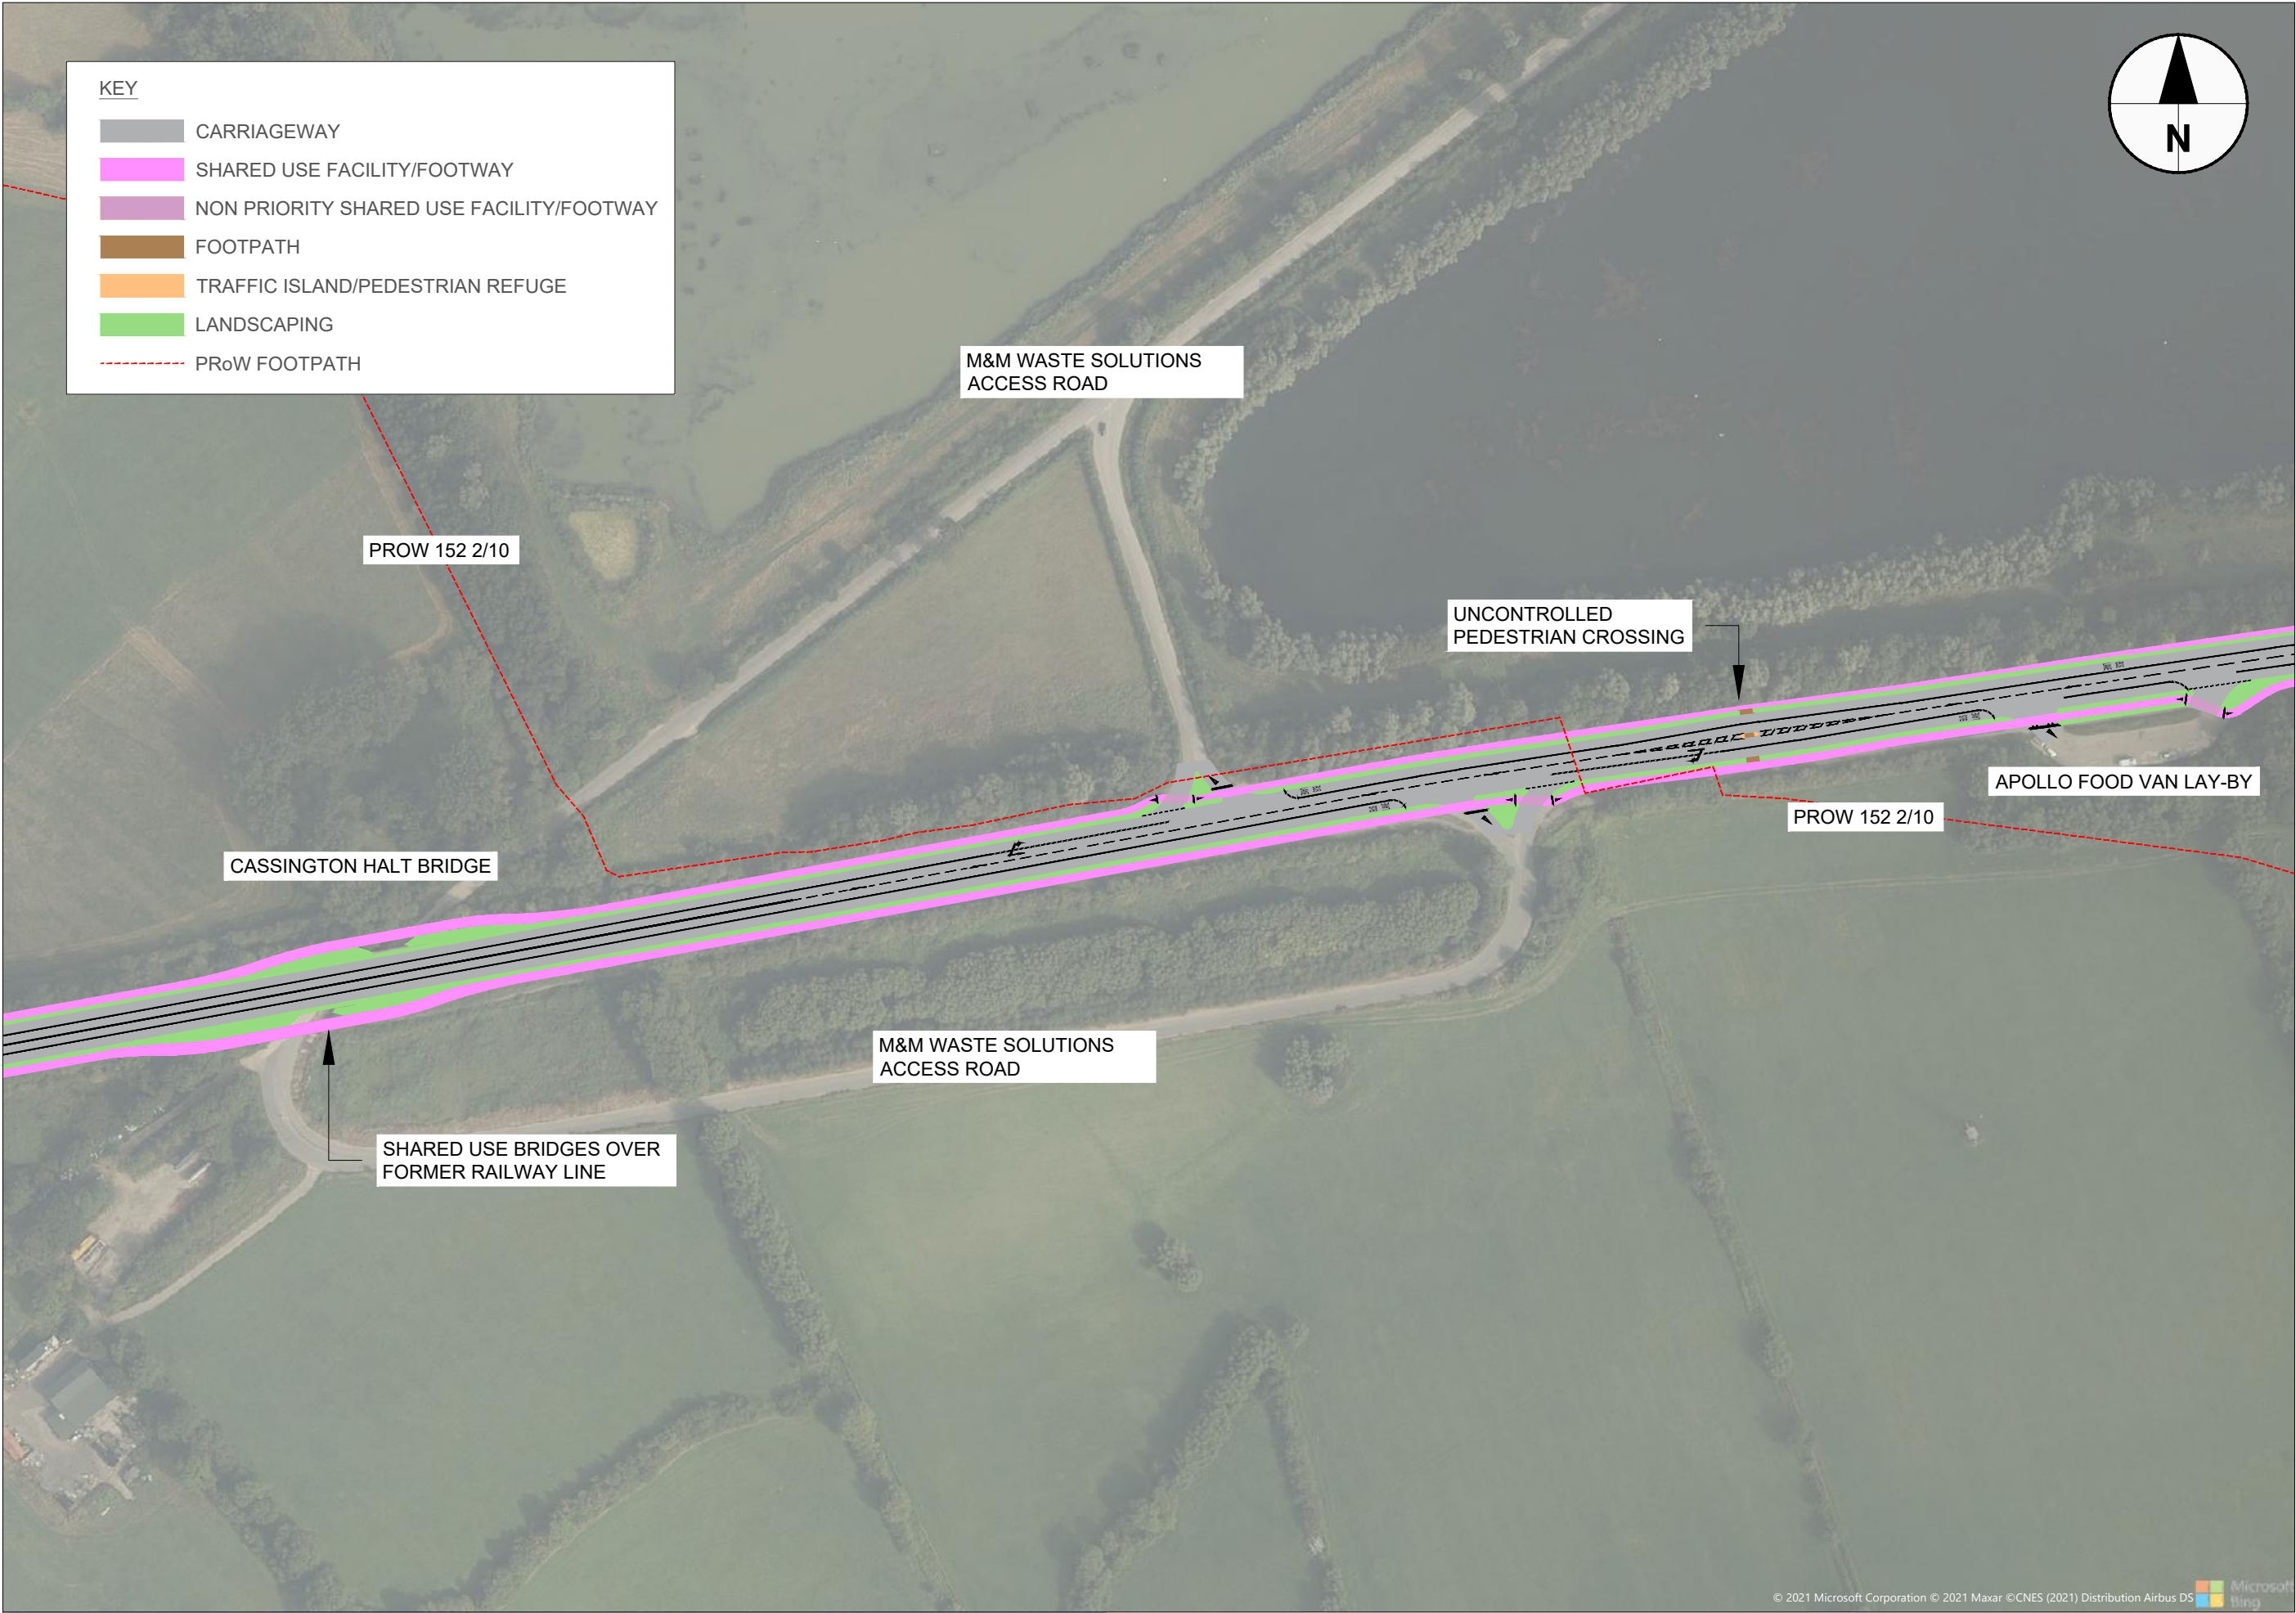 KEY
CARRIAGEWAY
SHARED USE FACILITY/FOOTWAY
NON PRIORITY SHARED USE FACILITY/FOOTWAY
FOOTPATH
TRAFFIC ISLAND/PEDESTRIAN REFUGE
LANDSCAPING
PRoW FOOTPATH
N
M&M WASTE SOLUTIONS
ACCESS ROAD
PROW 152 2/10
UNCONTROLLED
PEDESTRIAN CROSSING
APOLLO FOOD VAN LAY-BY
PROW 152 2/10
CASSINGTON HALT BRIDGE
M&M WASTE SOLUTIONS
ACCESS ROAD
SHARED USE BRIDGES OVER
FORMER RAILWAY LINE
© 2021 Microsoft Corporation © 2021 Maxar ©CNES (2021) Distribution Airbus DS
Microsoft
Bing